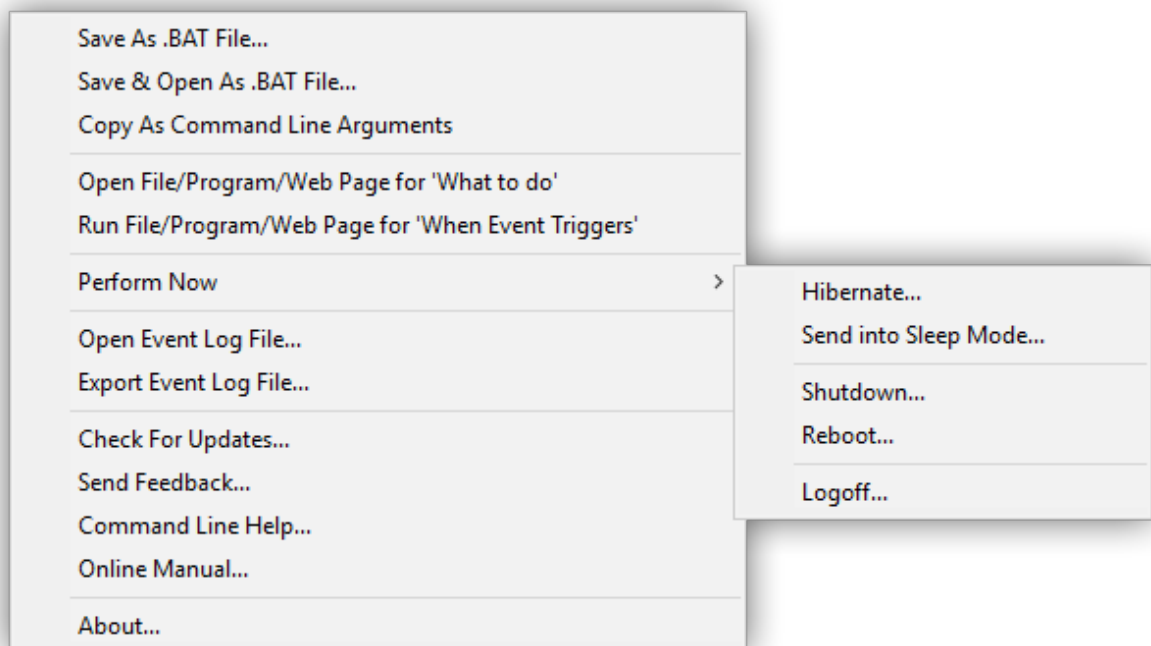 Save As .BAT File...
Save & Open As .BAT File...
Copy As Command Line Arguments
Open File/Program/Web Page for 'What to do'
Run File/Program/Web Page for 'When Event Triggers'
Perform Now
Hibernate...
Send into Sleep Mode...
Shutdown...
Reboot...
Logoff...
Open Event Log File...
Export Event Log File...
Check For Updates...
Send Feedback...
Command Line Help...
Online Manual...
About...